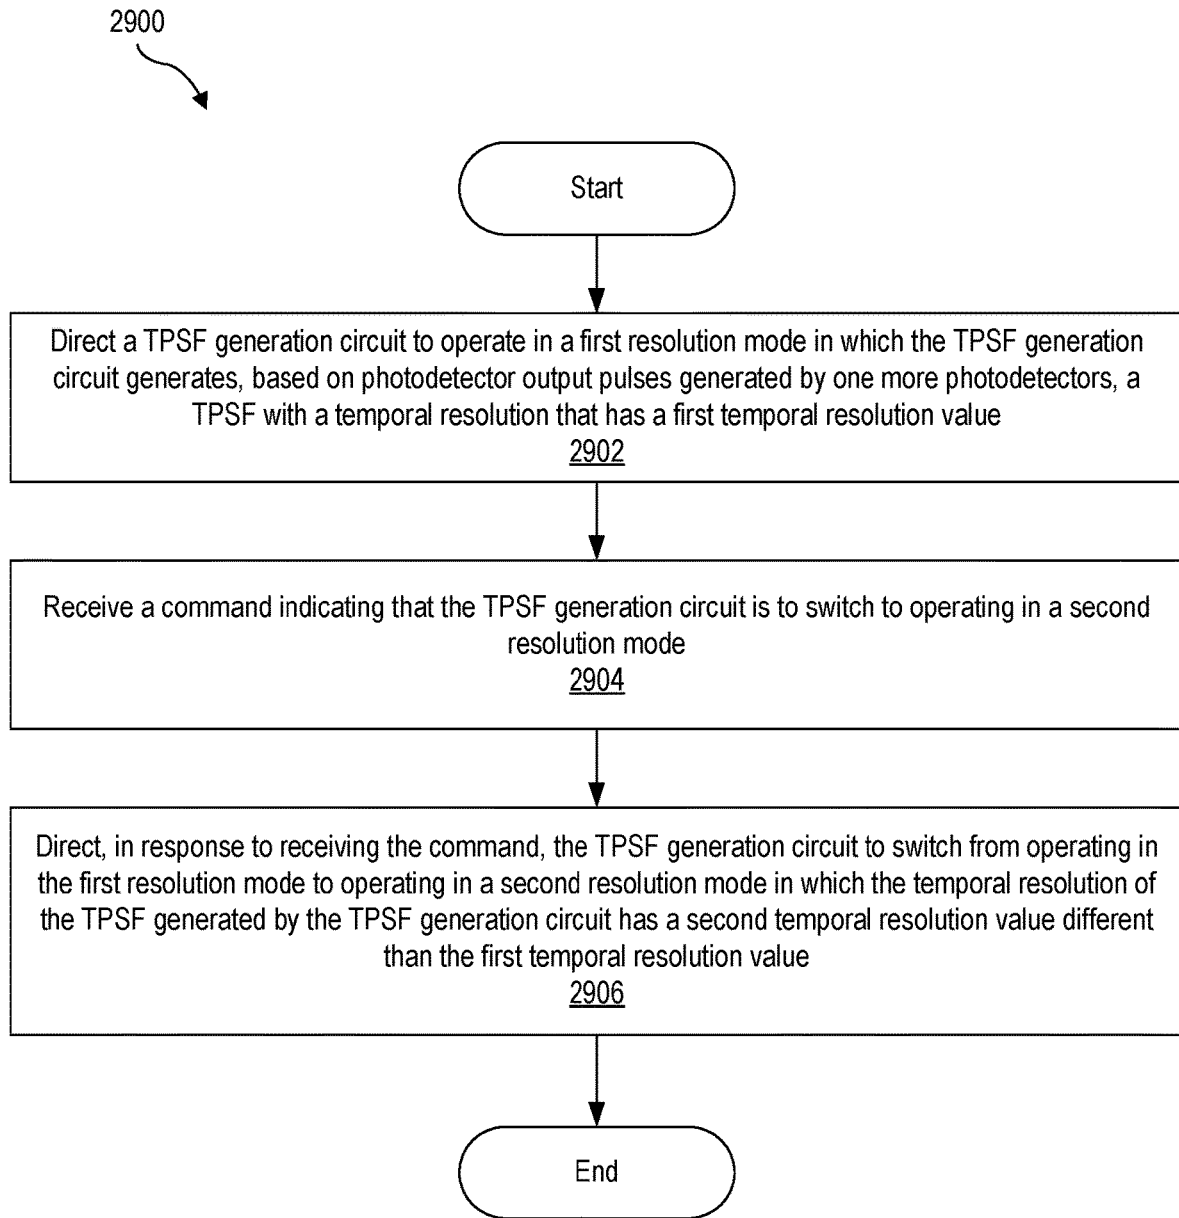 2900
Start
Direct a TPSF generation circuit to operate in a first resolution mode in which the TPSF generation
circuit generates, based on photodetector output pulses generated by one more photodetectors, a
TPSF with a temporal resolution that has a first temporal resolution value
2902
Receive a command indicating that the TPSF generation circuit is to switch to operating in a second
resolution mode
2904
Direct, in response to receiving the command, the TPSF generation circuit to switch from operating in
the first resolution mode to operating in a second resolution mode in which the temporal resolution of
the TPSF generated by the TPSF generation circuit has a second temporal resolution value different
than the first temporal resolution value
2906
End